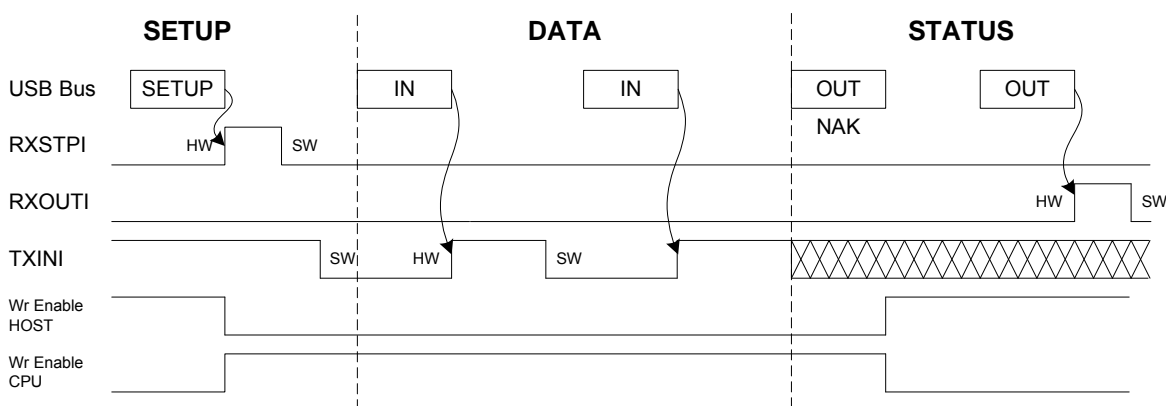 SETUP DATA STATUS
USB Bus SETUP IN IN OUT OUT
NAK
RXSTPI HW SW
RXOUTI HW SW
TXINI SW HW SW
Wr Enable
HOST
Wr Enable
CPU